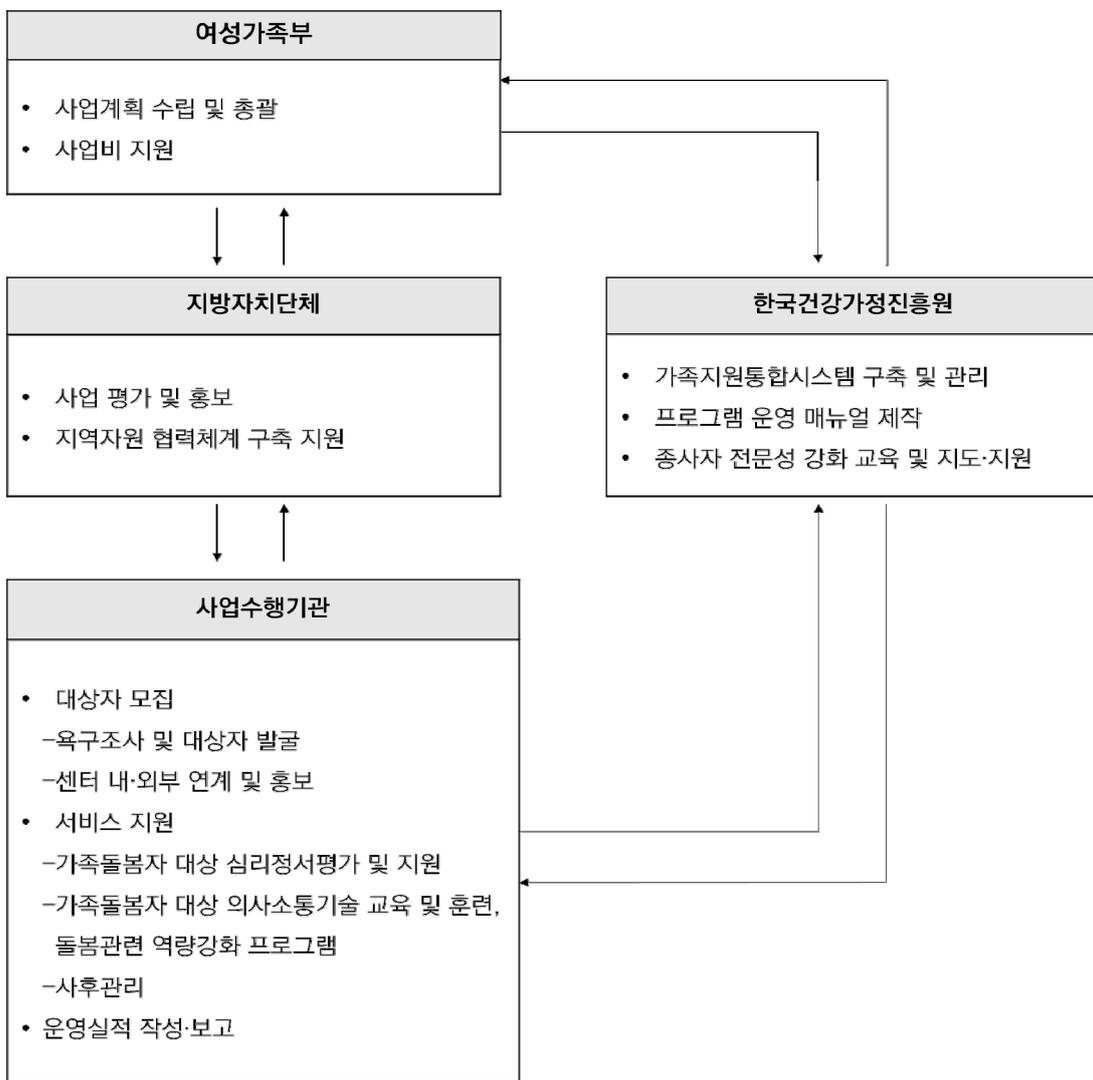 여성가족부
• 사업계획 수립 및 총괄
• 사업비 지원
지방자치단체
• 사업 평가 및 홍보
• 지역자원 협력체계 구축 지원
한국건강가정진흥원
• 가족지원통합시스템 구축 및 관리
• 프로그램 운영 매뉴얼 제작
• 종사자 전문성 강화 교육 및 지도·지원
사업수행기관
• 대상자 모집
-욕구조사 및 대상자 발굴
-센터 내·외부 연계 및 홍보
• 서비스 지원
-가족돌봄자 대상 심리정서평가 및 지원
-가족돌봄자 대상 의사소통기술 교육 및 훈련,
돌봄관련 역량강화 프로그램
-사후관리
• 운영실적 작성·보고